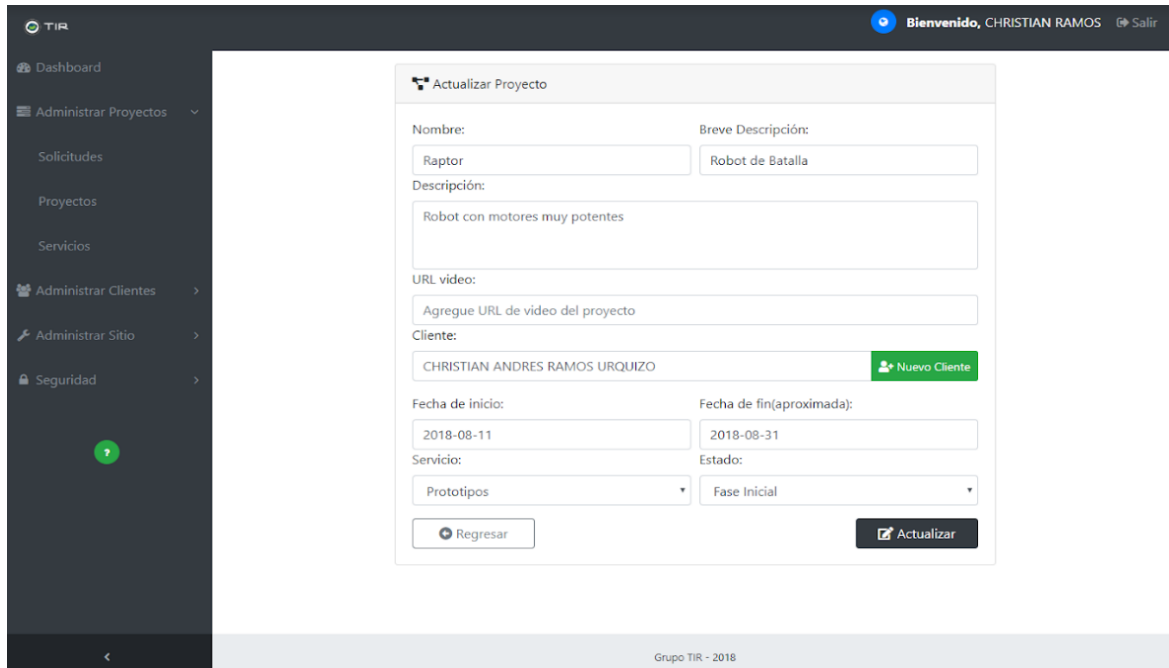 TIR
Bienvenido, CHRISTIAN RAMOS Salir
Dashboard
Administrar Proyectos
Solicitudes
Proyectos
Servicios
Administrar Clientes
Administrar Sitio
Seguridad
?
Actualizar Proyecto
Nombre: Breve Descripción:
Raptor Robot de Batalla
Descripción:
Robot con motores muy potentes
URL video:
Agregue URL de video del proyecto
Cliente:
CHRISTIAN ANDRES RAMOS URQUIZO Nuevo Cliente
Fecha de inicio: Fecha de fin(aproximada):
2018-08-11 2018-08-31
Servicio: Estado:
Prototipos Fase Inicial
Regresar Actualizar
Grupo TIR - 2018